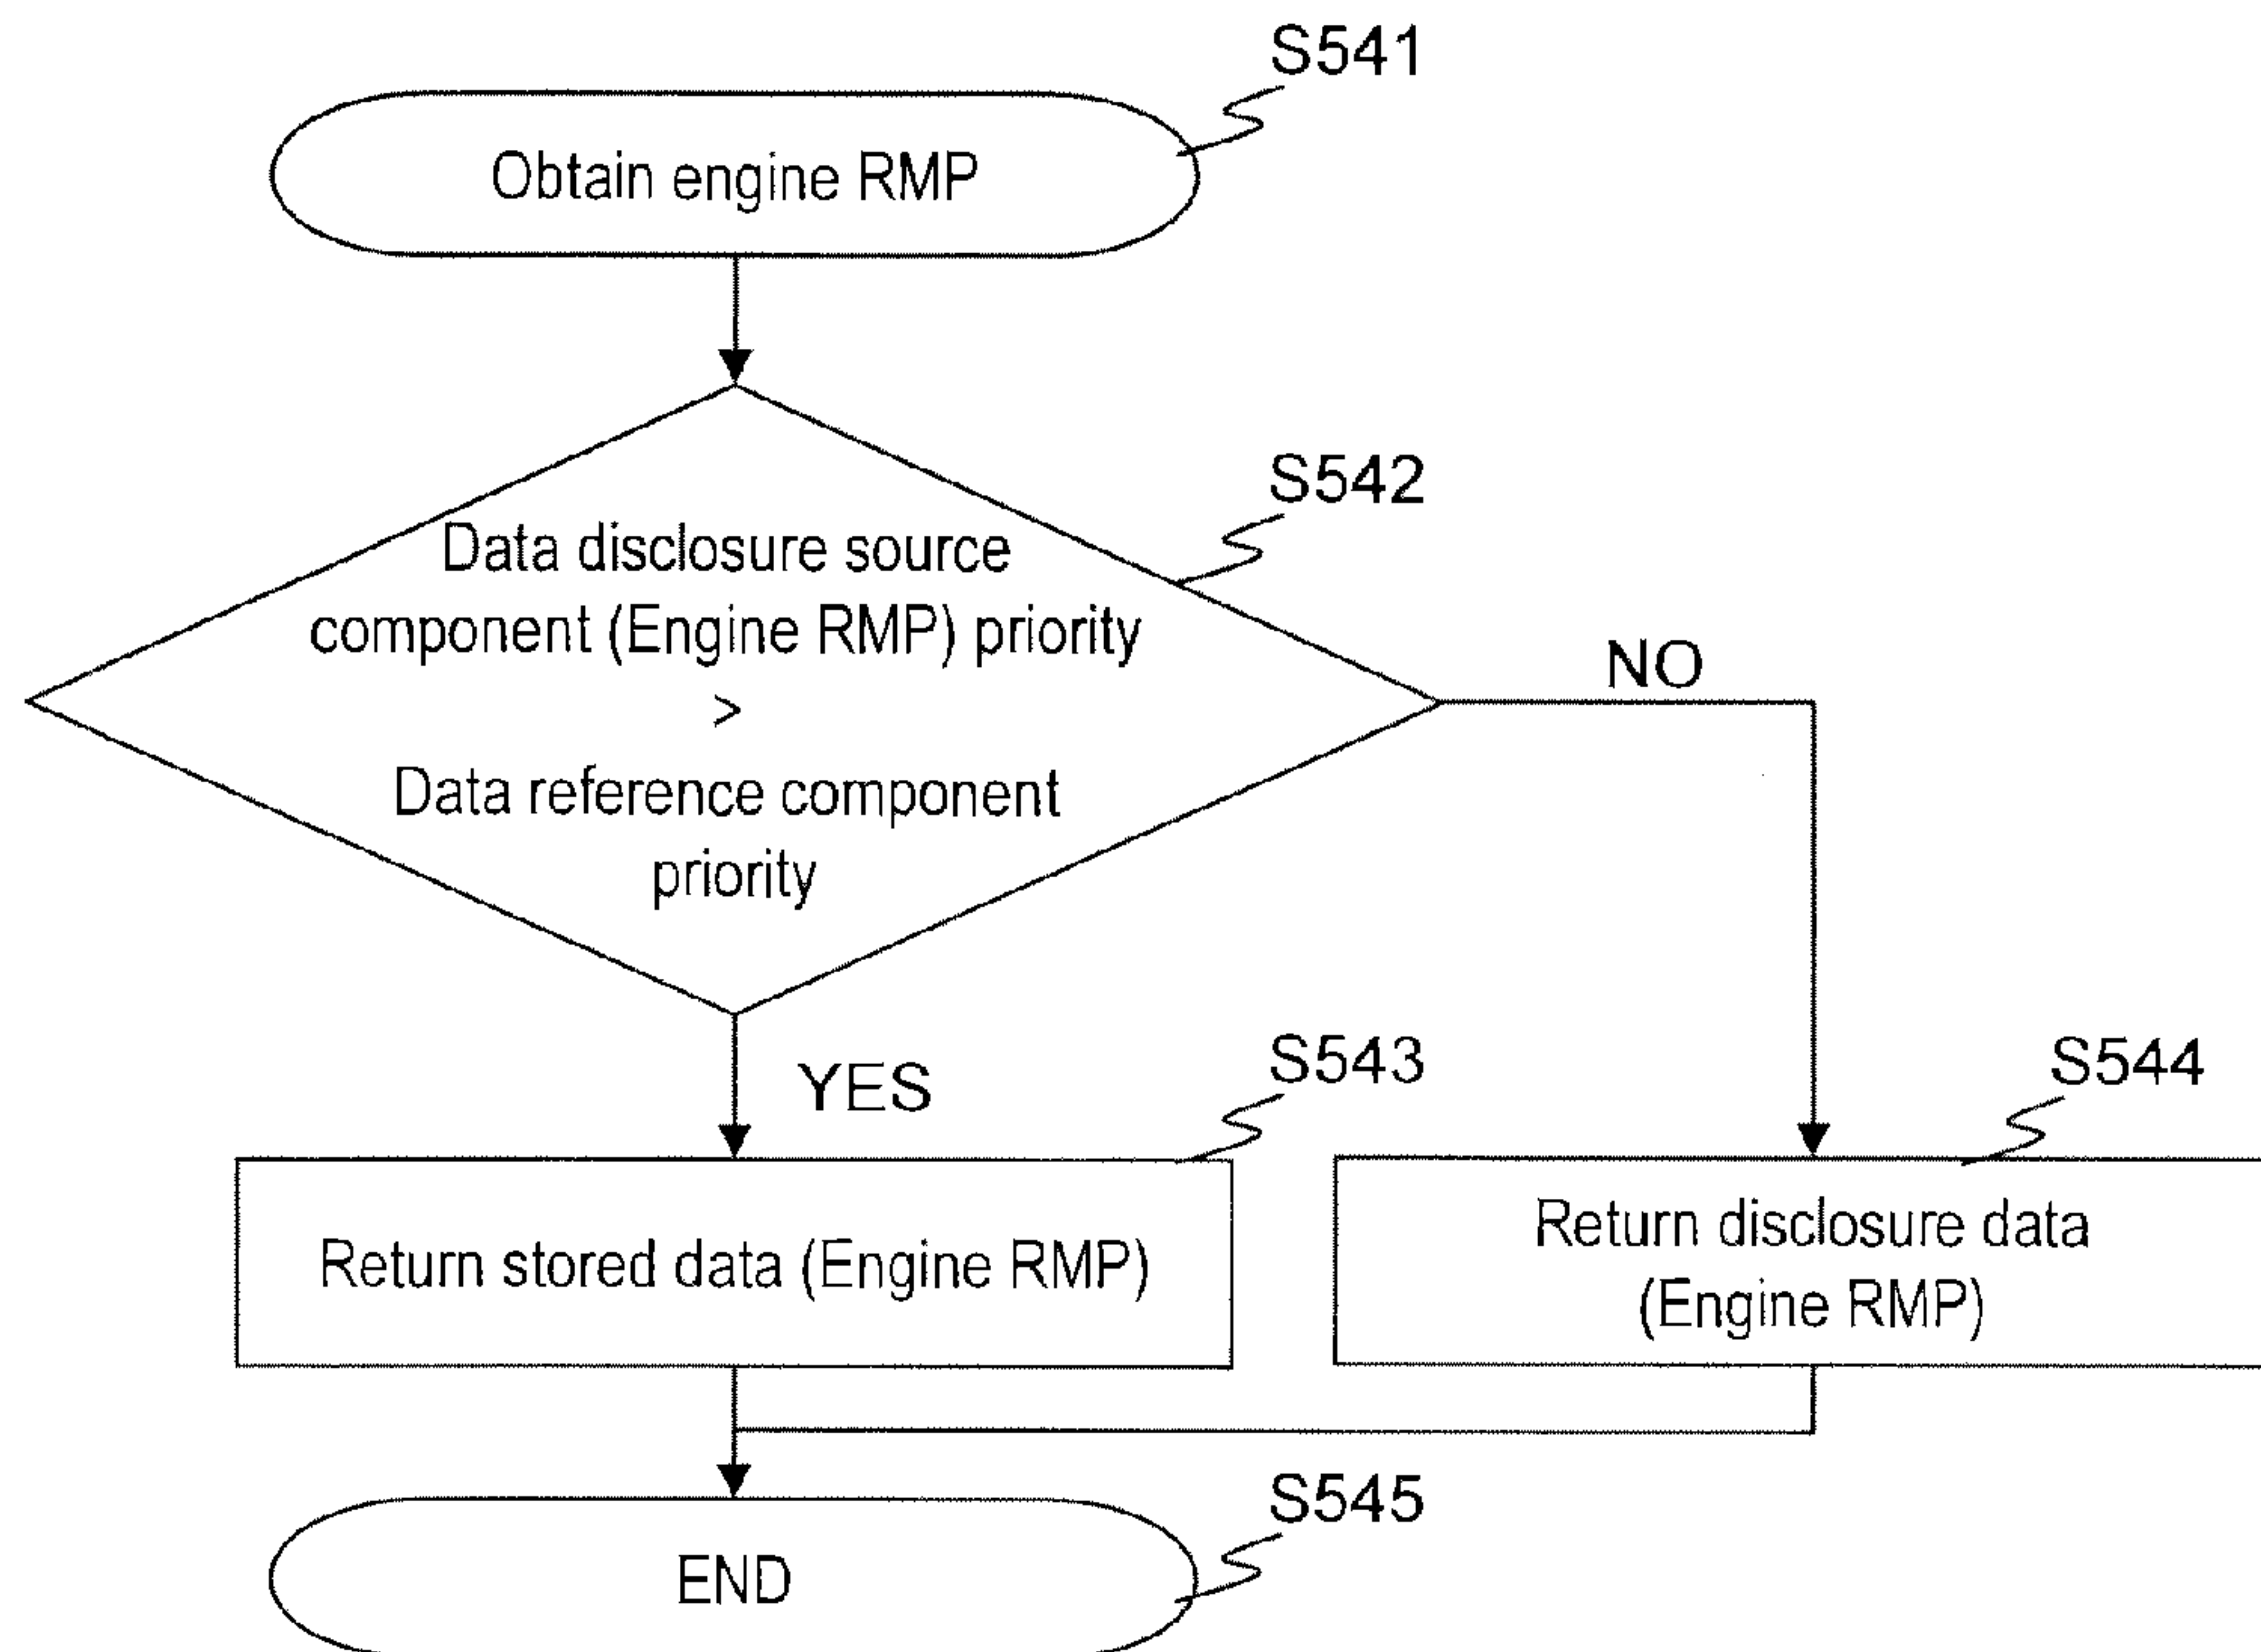 S541
Obtain engine RMP
S542
Data disclosure source
component (Engine RMP) priority
>
Data reference component
priority
NO
YES
S543
S544
Return stored data (Engine RMP)
Return disclosure data
(Engine RMP)
S545
END